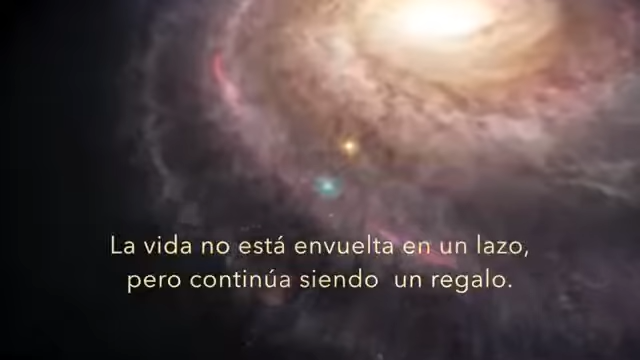 La vida no está envuelta en un lazo,
pero continúa siendo  un regalo.